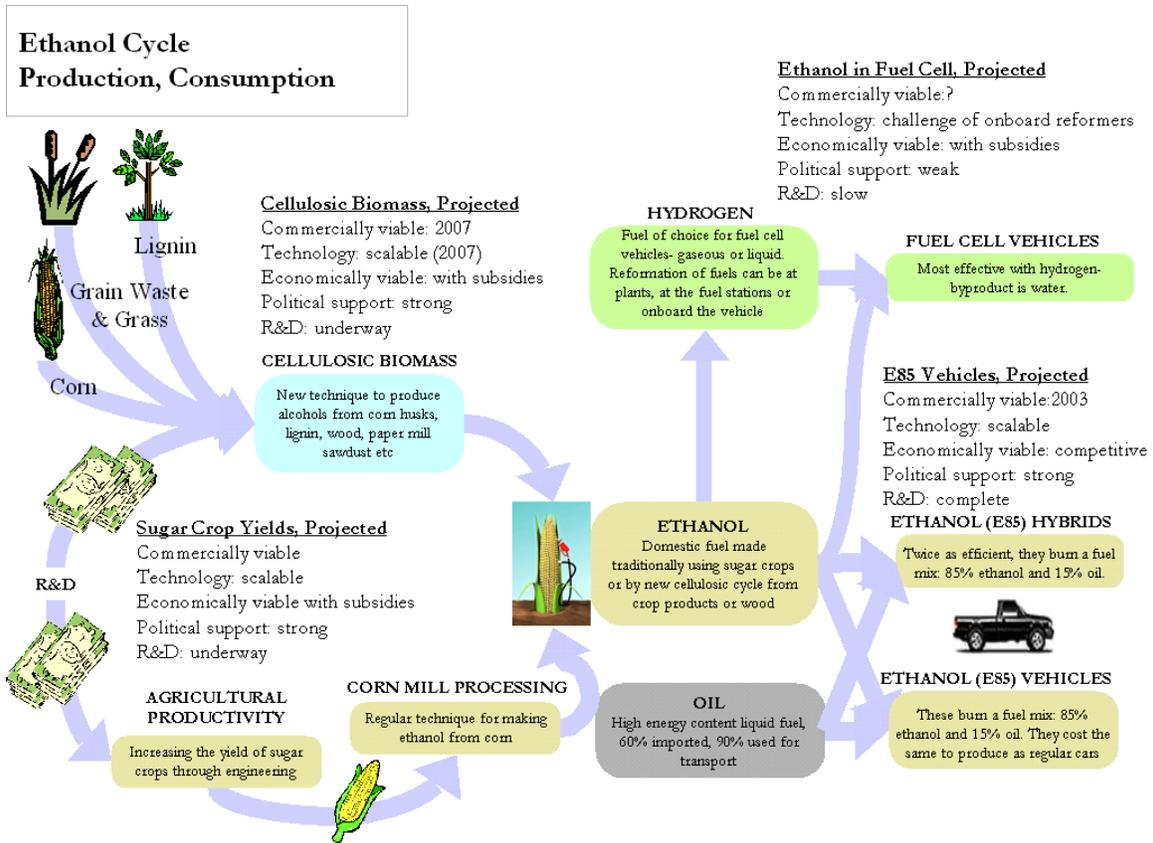 Ethanol Cycle
Production, Consumption
Ethanol in Fuel Cell, Projected
Commercially viable:?
Technology: challenge of onboard reformers
Economically viable: with subsidies
Political support: weak
R&D: slow
Lignin
Grain Waste
& Grass
Corn
Cellulosic Biomass, Projected
Commercially viable: 2007
Technology: scalable (2007)
Economically viable: with subsidies
Political support: strong
R&D: underway
CELLULOSIC BIOMASS
New technique to produce
alcohols from corn husks,
lignin, wood, paper mill
sawdust etc
HYDROGEN
Fuel of choice for fuel cell
vehicles- gaseous or liquid.
Reformation of fuels can be at
plants, at the fuel stations or
onboard the vehicle
FUEL CELL VEHICLES
Most effective with hydrogen-
byproduct is water.
E85 Vehicles, Projected
Commercially viable:2003
Technology: scalable
Economically viable: competitive
Political support: strong
R&D: complete
ETHANOL (E85) HYBRIDS
Twice as efficient, they burn a fuel
mix: 85% ethanol and 15% oil.
Sugar Crop Yields, Projected
Commercially viable
Technology: scalable
Economically viable with subsidies
Political support: strong
R&D: underway
R&D
ETHANOL
Domestic fuel made
traditionally using sugar crops
or by new cellulosic cycle from
crop products or wood
AGRICULTURAL
PRODUCTIVITY
Increasing the yield of sugar
crops through engineering
CORN MILL PROCESSING
Regular technique for making
ethanol from corn
OIL
High energy content liquid fuel,
60% imported, 90% used for
transport
ETHANOL (E85) VEHICLES
These burn a fuel mix: 85%
ethanol and 15% oil. They cost the
same to produce as regular cars